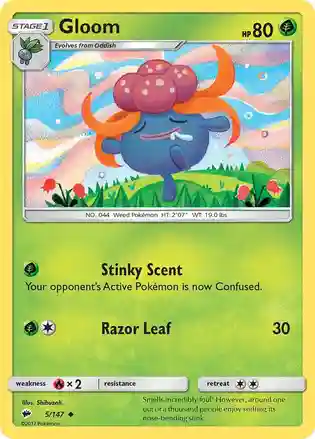 STAGE1 Gloom HP 80
Evolves from Oddish
NO. 044 Weed Pokémon HT: 2'07" WT: 19.0 lbs
Stinky Scent
Your opponent's Active Pokémon is now Confused.
Razor Leaf 30
weakness ×2 resistance retreat
Illus. Shibuzoh.
5/147
©2017 Pokémon
Smells incredibly foul! However, around one
out of a thousand people enjoy sniffing its
nose-bending stink.